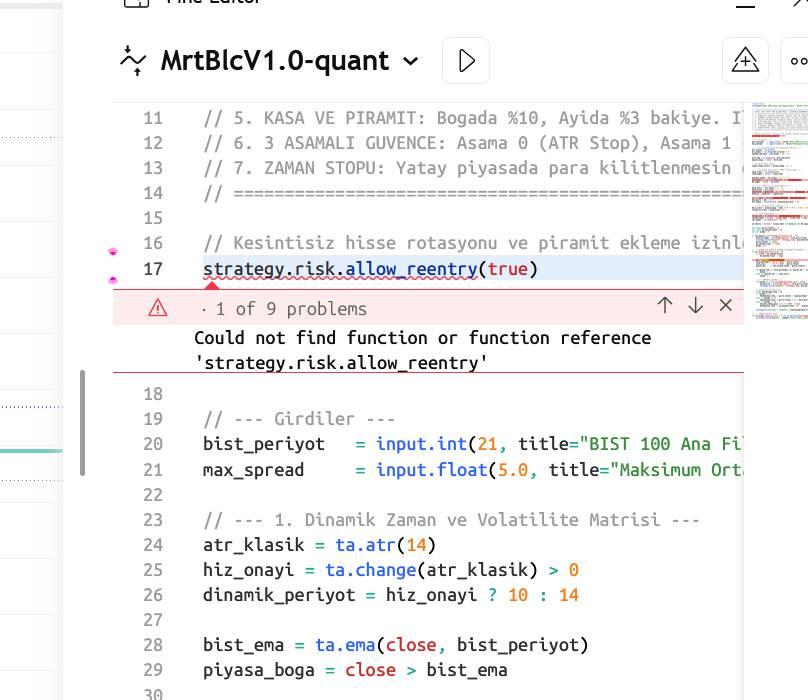 MrtBlcV1.0-quant
11 // 5. KASA VE PIRAMIT: Bogada %10, Ayida %3 bakiye.
12 // 6. 3 ASAMALI GUVENCE: Asama 0 (ATR Stop), Asama 1
13 // 7. ZAMAN STOPU: Yatay piyasada para kilitlenmesin
14 // ==================================================
15
16 // Kesintisiz hisse rotasyonu ve piramit ekleme
17 strategy.risk.allow_reentry(true)
· 1 of 9 problems
Could not find function or function reference
'strategy.risk.allow_reentry'
18
19 // --- Girdiler ---
20 bist_periyot = input.int(21, title="BIST 100 Ana
21 max_spread = input.float(5.0, title="Maksimum
22
23 // --- 1. Dinamik Zaman ve Volatilite Matrisi ---
24 atr_klasik = ta.atr(14)
25 hiz_onayi = ta.change(atr_klasik) > 0
26 dinamik_periyot = hiz_onayi ? 10 : 14
27
28 bist_ema = ta.ema(close, bist_periyot)
29 piyasa_boga = close > bist_ema
30